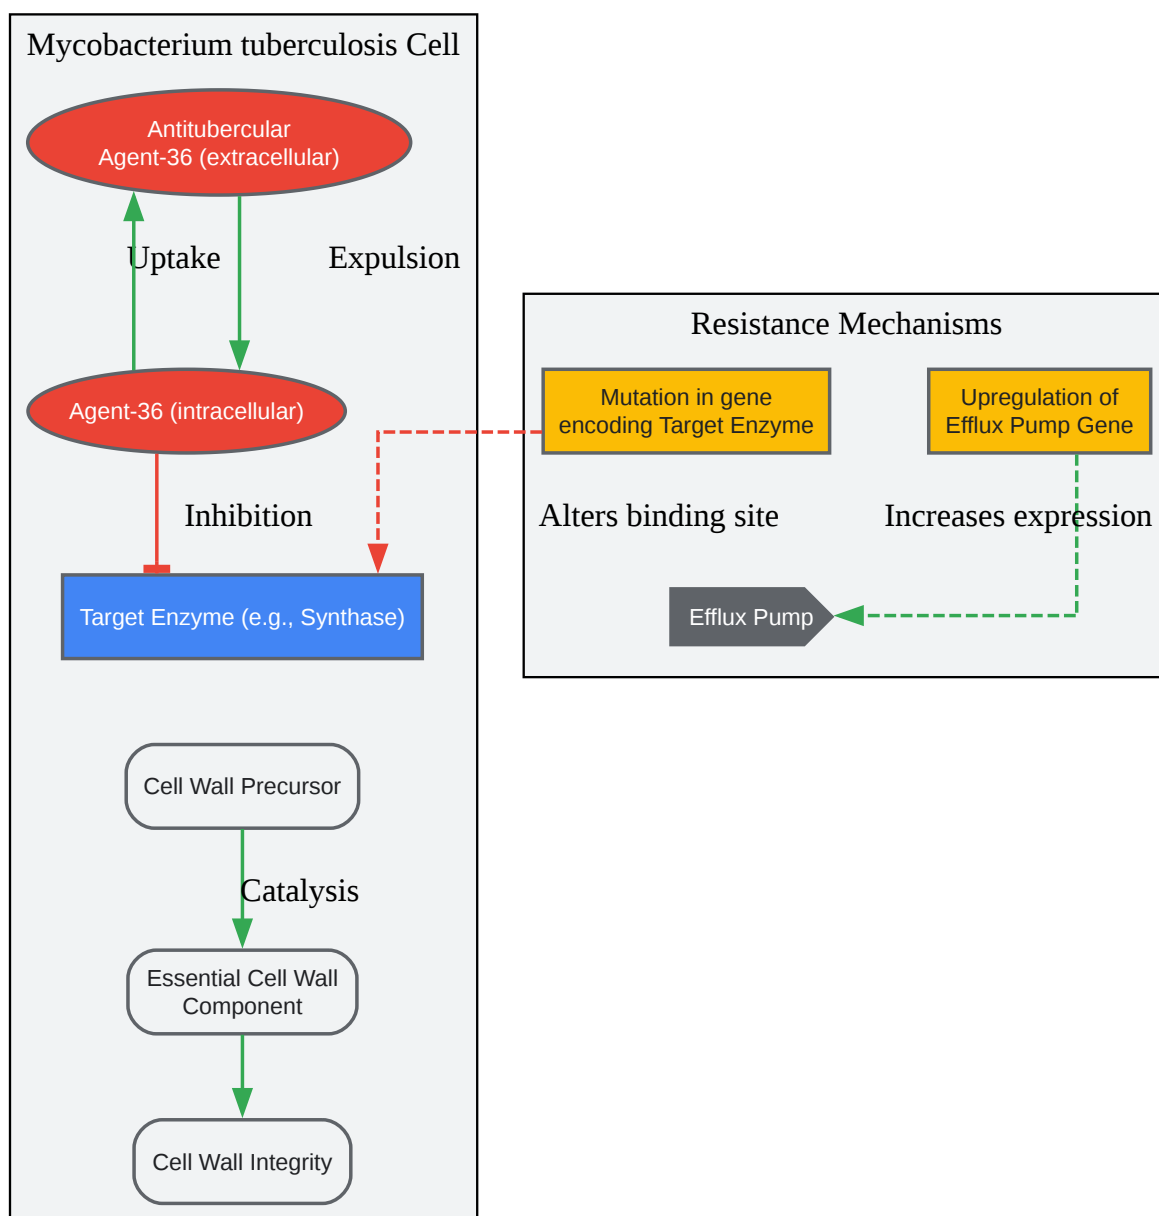 Mycobacterium tuberculosis Cell
Antitubercular
Agent-36 (extracellular)
Uptake
Expulsion
Agent-36 (intracellular)
Inhibition
Target Enzyme (e.g., Synthase)
Cell Wall Precursor
Catalysis
Essential Cell Wall
Component
Cell Wall Integrity
Resistance Mechanisms
Mutation in gene
encoding Target Enzyme
Upregulation of
Efflux Pump Gene
Alters binding site
Increases expression
Efflux Pump